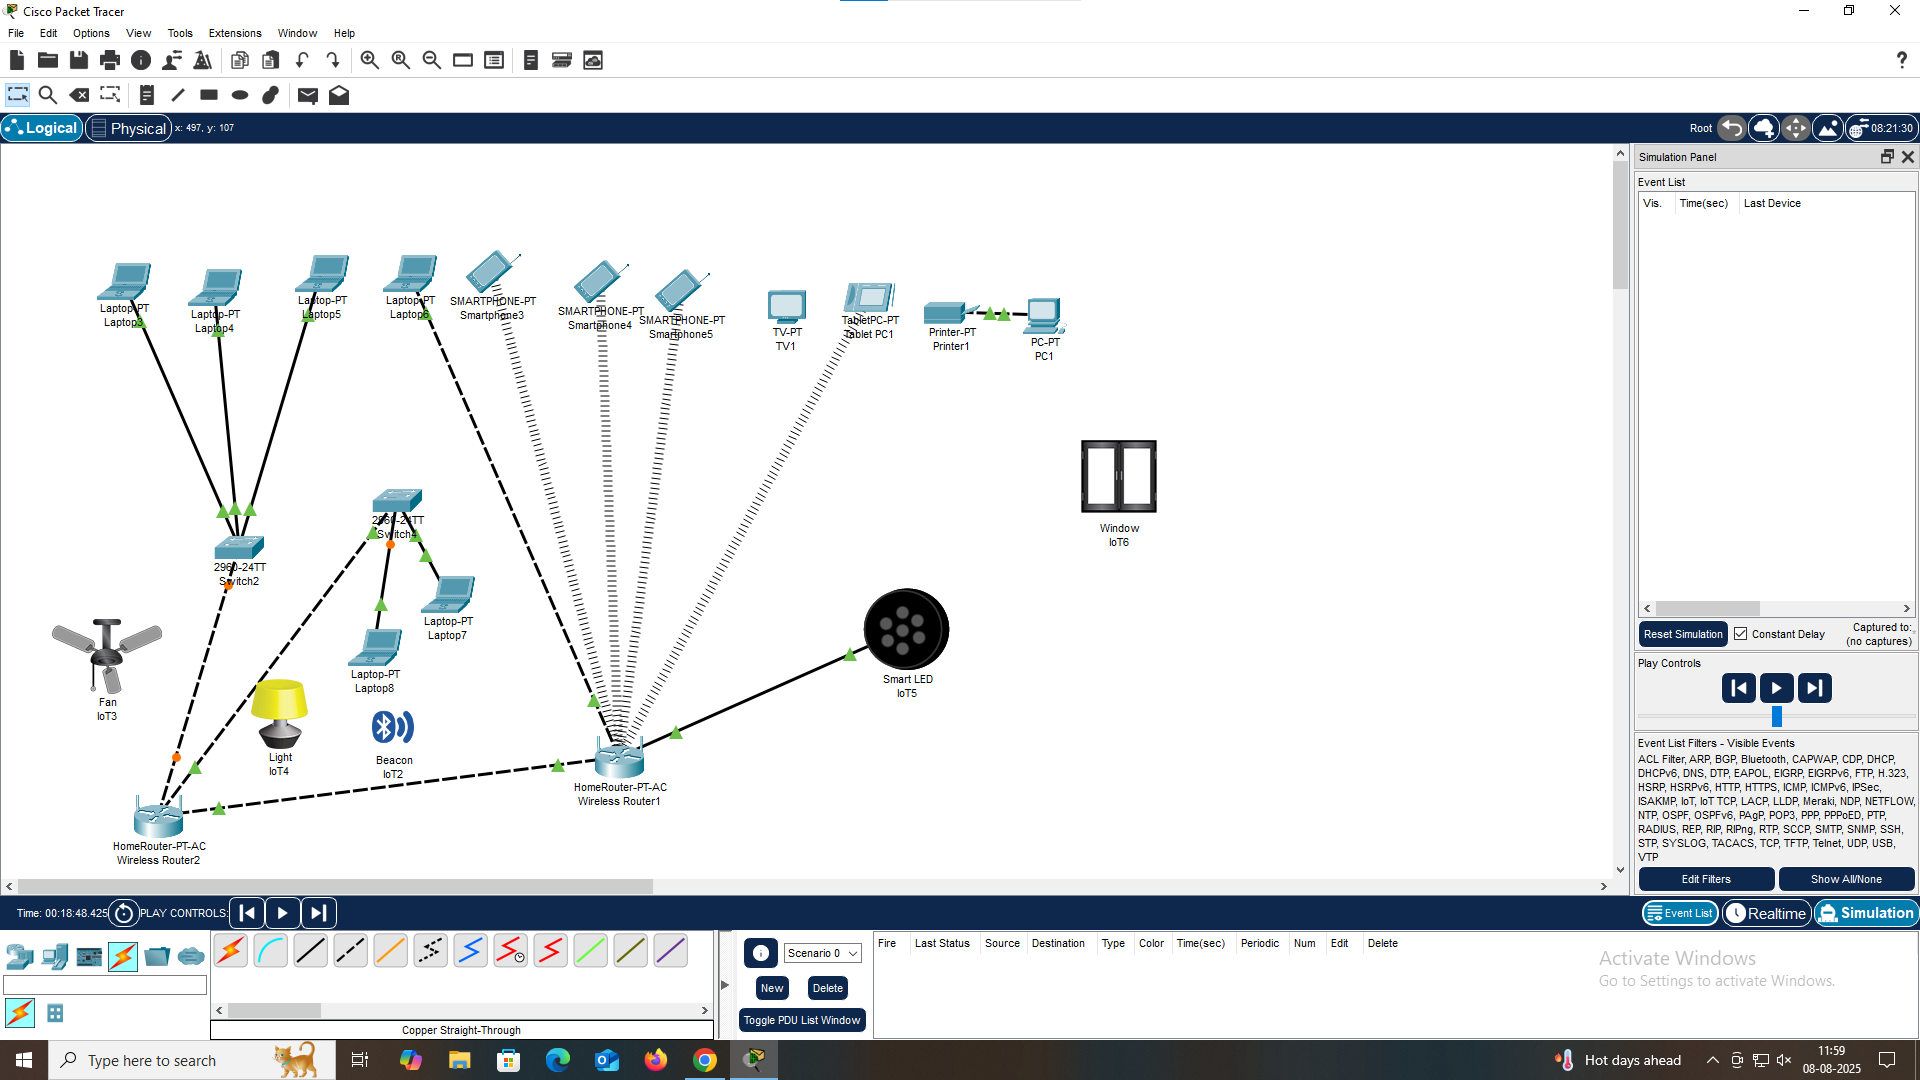 Cisco Packet Tracer
File Edit Options View Tools Extensions Window Help
Logical Physical x: 497, y: 107 Root 08:21:30
Simulation Panel
Event List
Vis. Time(sec) Last Device
Laptop-PT
Laptop3
Laptop-PT
Laptop4
Laptop-PT
Laptop5
Laptop-PT
Laptop6
SMARTPHONE-PT
Smartphone3
SMARTPHONE-PT
Smartphone4
SMARTPHONE-PT
Smartphone5
TV-PT
TV1
TabletPC-PT
Tablet PC1
Printer-PT
Printer1
PC-PT
PC1
Window
IoT6
2960-24TT
Switch4
2960-24TT
Switch2
Laptop-PT
Laptop7
Laptop-PT
Laptop8
Fan
IoT3
Light
IoT4
Beacon
IoT2
Smart LED
IoT5
HomeRouter-PT-AC
Wireless Router1
HomeRouter-PT-AC
Wireless Router2
Reset Simulation Constant Delay Captured to:
(no captures)
Play Controls
Event List Filters - Visible Events
ACL Filter, ARP, BGP, Bluetooth, CAPWAP, CDP, DHCP,
DHCPv6, DNS, DTP, EAPOL, EIGRP, EIGRPv6, FTP, H.323,
HSRP, HSRPv6, HTTP, HTTPS, ICMP, ICMPv6, IPSec,
ISAKMP, IoT, IoT TCP, LACP, LLDP, Meraki, NDP, NETFLOW,
NTP, OSPF, OSPFv6, PAgP, POP3, PPP, PPPoED, PTP,
RADIUS, REP, RIP, RIPng, RTP, SCCP, SMTP, SNMP, SSH,
STP, SYSLOG, TACACS, TCP, TFTP, Telnet, UDP, USB,
VTP
Edit Filters Show All/None
Time: 00:18:48.425 PLAY CONTROLS: Event List Realtime Simulation
Scenario 0
New Delete
Toggle PDU List Window
Fire Last Status Source Destination Type Color Time(sec) Periodic Num Edit Delete
Copper Straight-Through
Activate Windows
Go to Settings to activate Windows.
Type here to search
Hot days ahead
11:59
08-08-2025